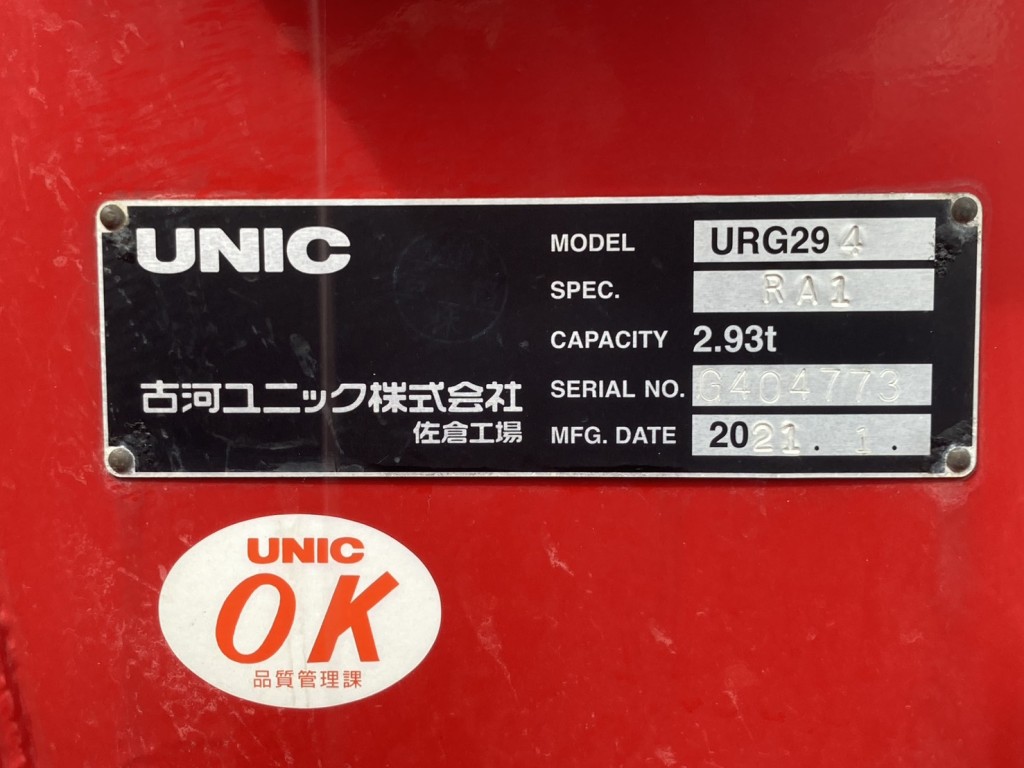 UNIC
MODEL URG294
SPEC. RA1
CAPACITY 2.93t
SERIAL NO. G404773
MFG. DATE 2021. 1.
古河ユニック株式会社
佐倉工場
UNIC
OK
品質管理課